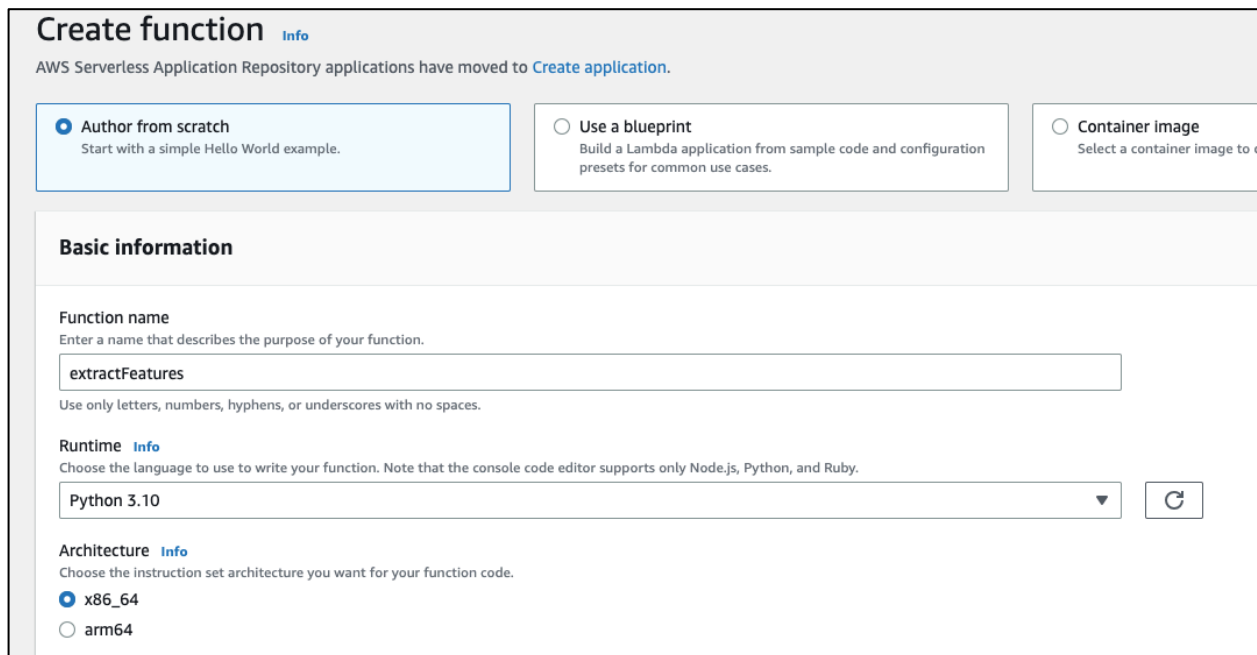 Create function Info
AWS Serverless Application Repository applications have moved to Create application.
Author from scratch
Start with a simple Hello World example.
Use a blueprint
Build a Lambda application from sample code and configuration
presets for common use cases.
Container image
Select a container image to
Basic information
Function name
Enter a name that describes the purpose of your function.
extractFeatures
Use only letters, numbers, hyphens, or underscores with no spaces.
Runtime Info
Choose the language to use to write your function. Note that the console code editor supports only Node.js, Python, and Ruby.
Python 3.10
Architecture Info
Choose the instruction set architecture you want for your function code.
x86_64
arm64